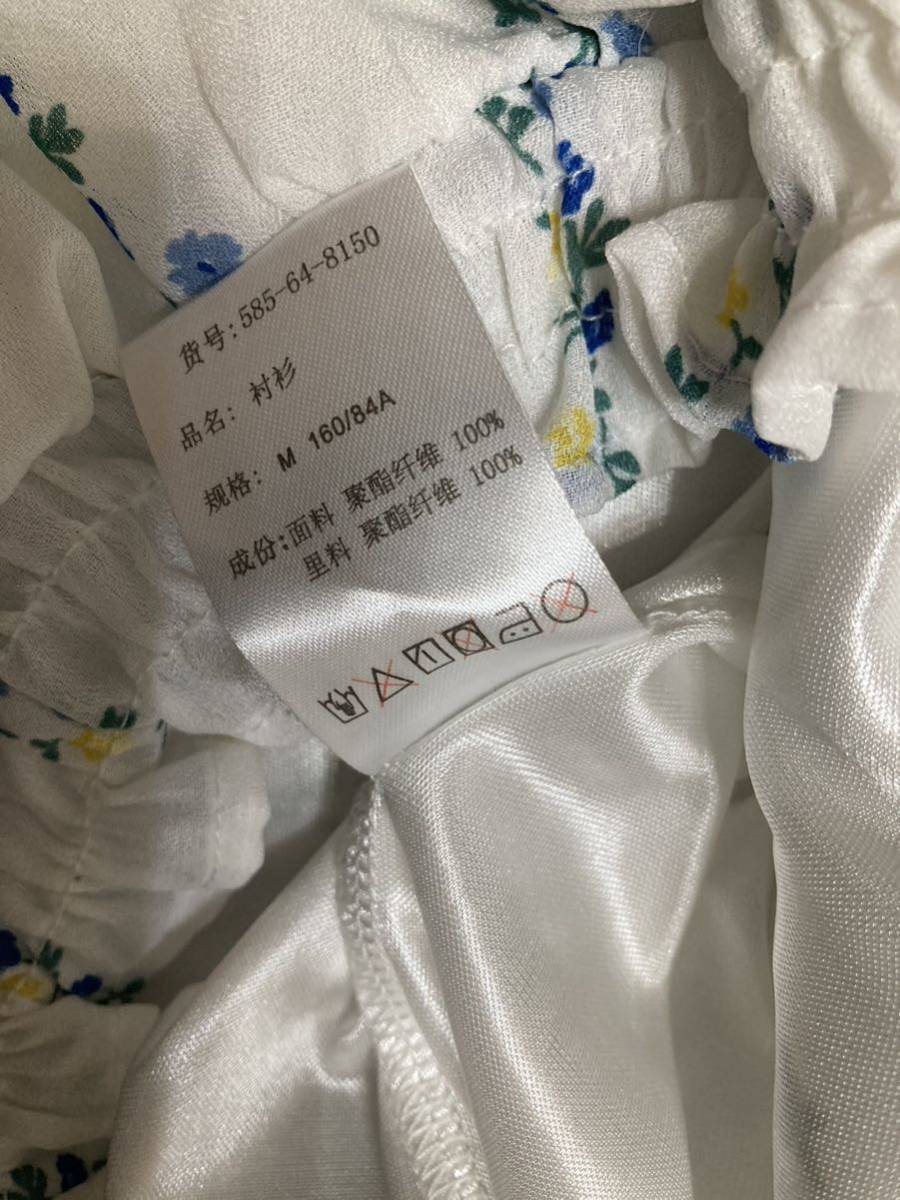 货号:585-64-8150
品名: 衬衫
规格: M 160/84A
成份:面料 聚酯纤维 100%
里料 聚酯纤维 100%